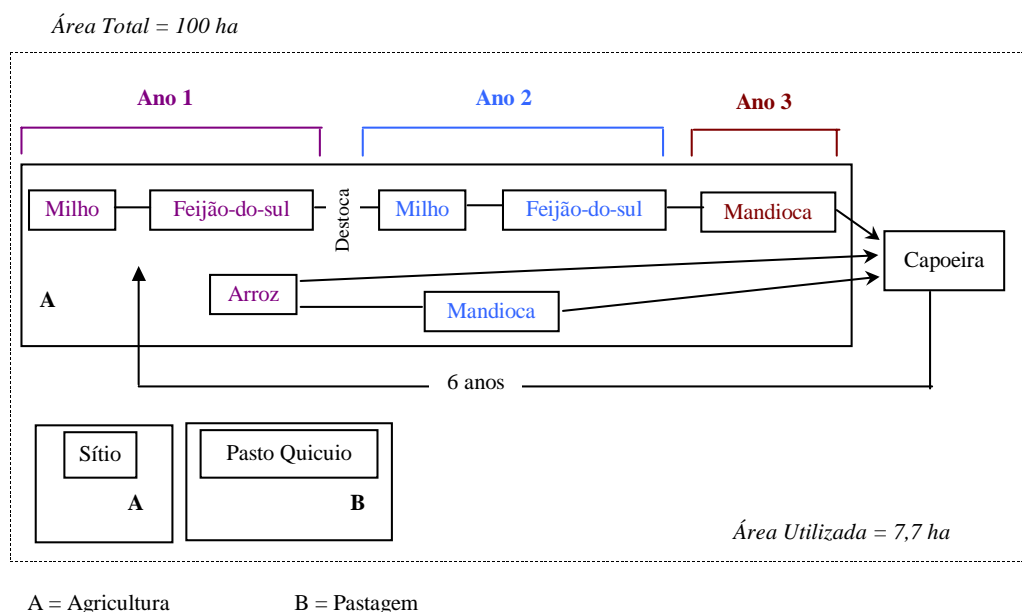 Área Total = 100 ha
Ano 1
Ano 2
Ano 3
Milho
Feijão-do-sul
Destoca
Milho
Feijão-do-sul
Mandioca
Capoeira
A
Arroz
Mandioca
6 anos
Sítio
A
Pasto Quicuio
B
Área Utilizada = 7,7 ha
A = Agricultura
B = Pastagem